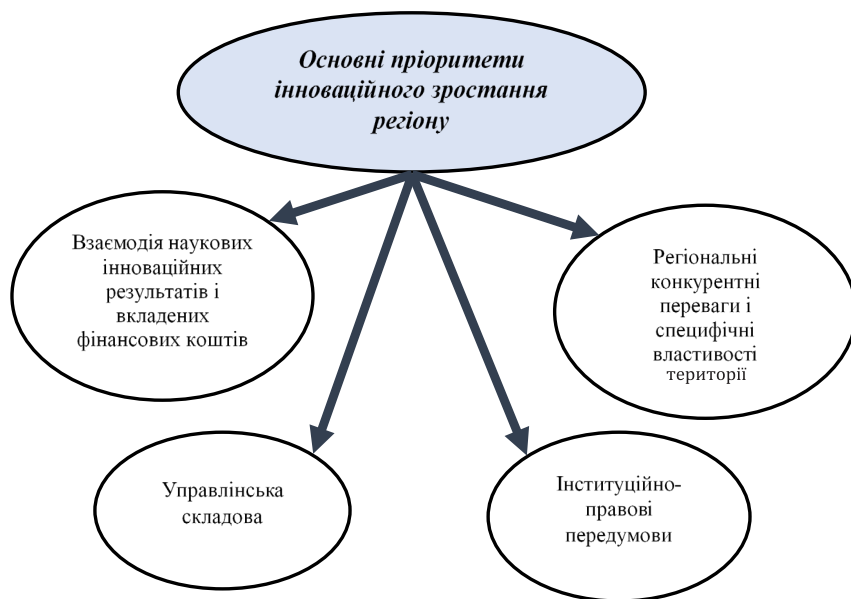 Основні пріоритети
інноваційного зростання
регіону
Взаємодія наукових
інноваційних
результатів і
вкладених
фінансових коштів
Регіональні
конкурентні
переваги і
специфічні
властивості
території
Управлінська
складова
Інституційно-
правові
передумови